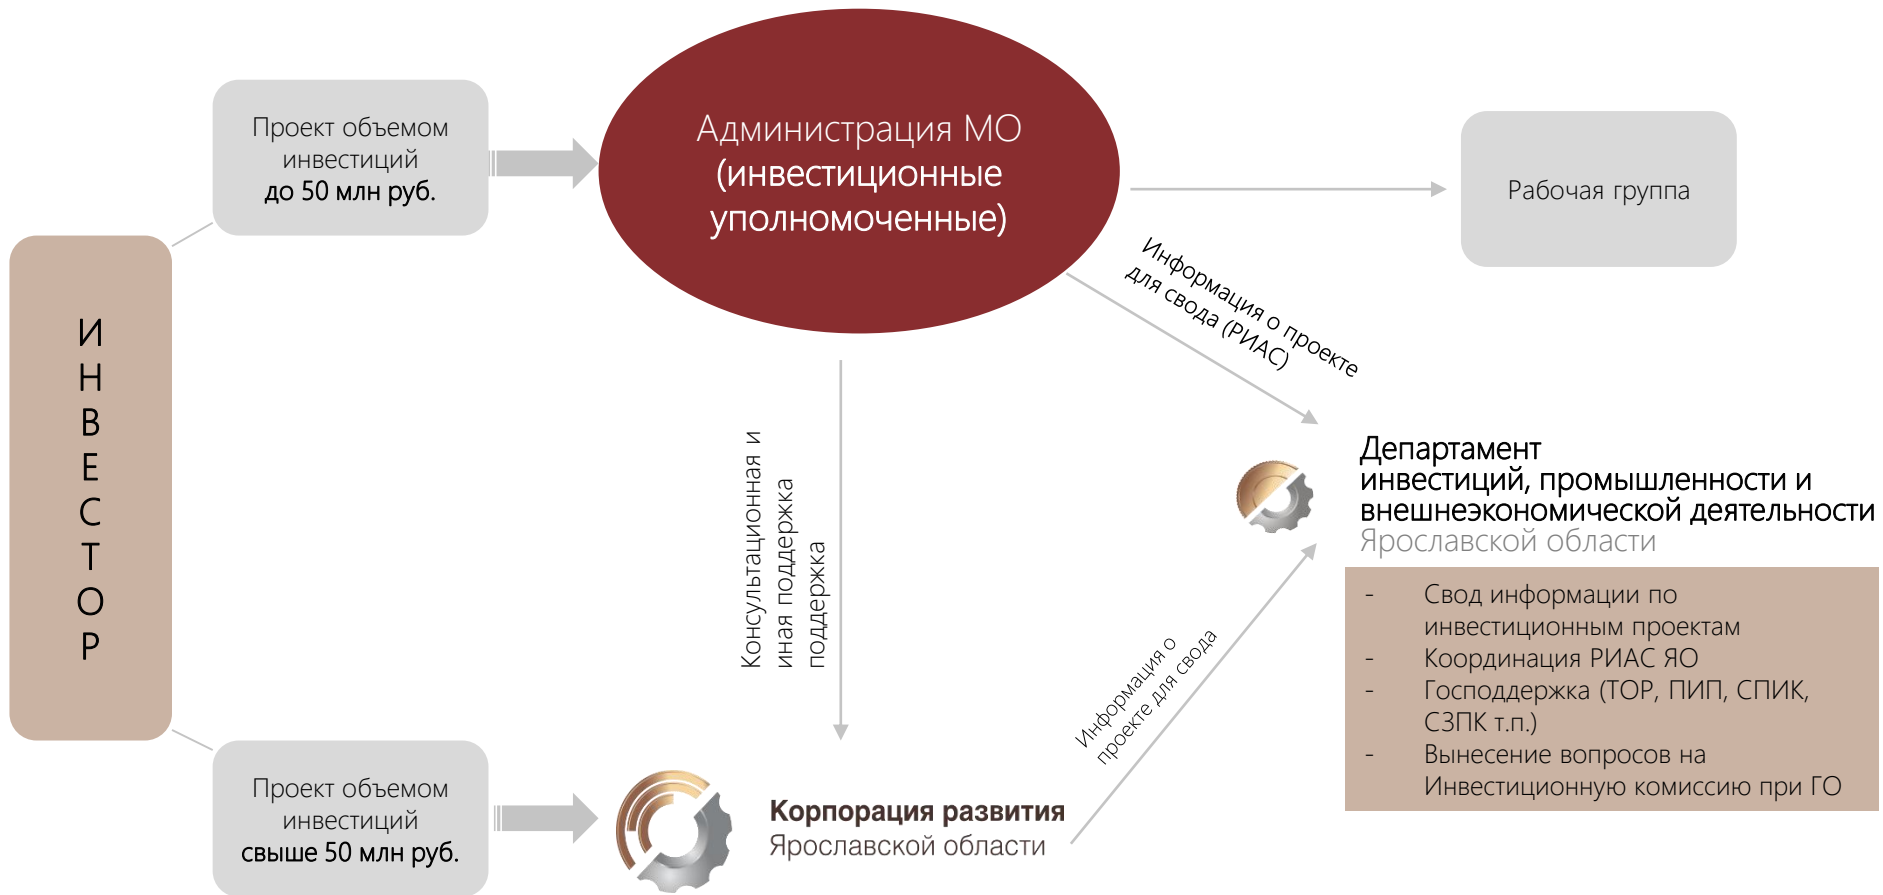 Проект объемом
инвестиций
до 50 млн руб.
Администрация МО
(инвестиционные
уполномоченные)
Рабочая группа
И
Н
В
Е
С
Т
О
Р
Информация о проекте
для свода (РИАС)
Консультационная и
иная поддержка
поддержка
Департамент
инвестиций, промышленности и
внешнеэкономической деятельности
Ярославской области
- Свод информации по
инвестиционным проектам
- Координация РИАС ЯО
- Господдержка (ТОР, ПИП, СПИК,
СЗПК т.п.)
- Вынесение вопросов на
Инвестиционную комиссию при ГО
Информация о
проекте для свода
Проект объемом
инвестиций
свыше 50 млн руб.
Корпорация развития
Ярославской области